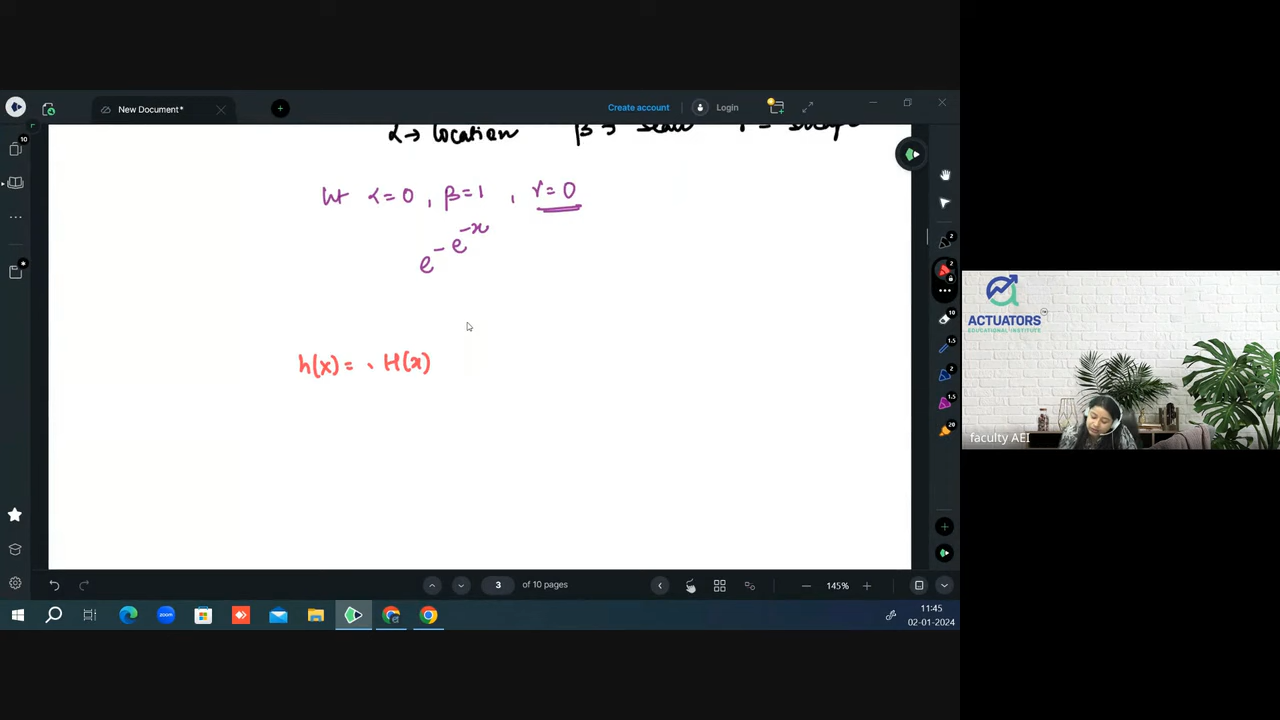 New Document*
Create account
Login
α→ location β→ scale γ = shape
let α=0, β=1, γ=0
e^-e^-x
h(x)= . H(x)
ACTUATORS
EDUCATIONAL INSTITUTE
faculty AEI
3 of 10 pages
145%
zoom
11:45
02-01-2024